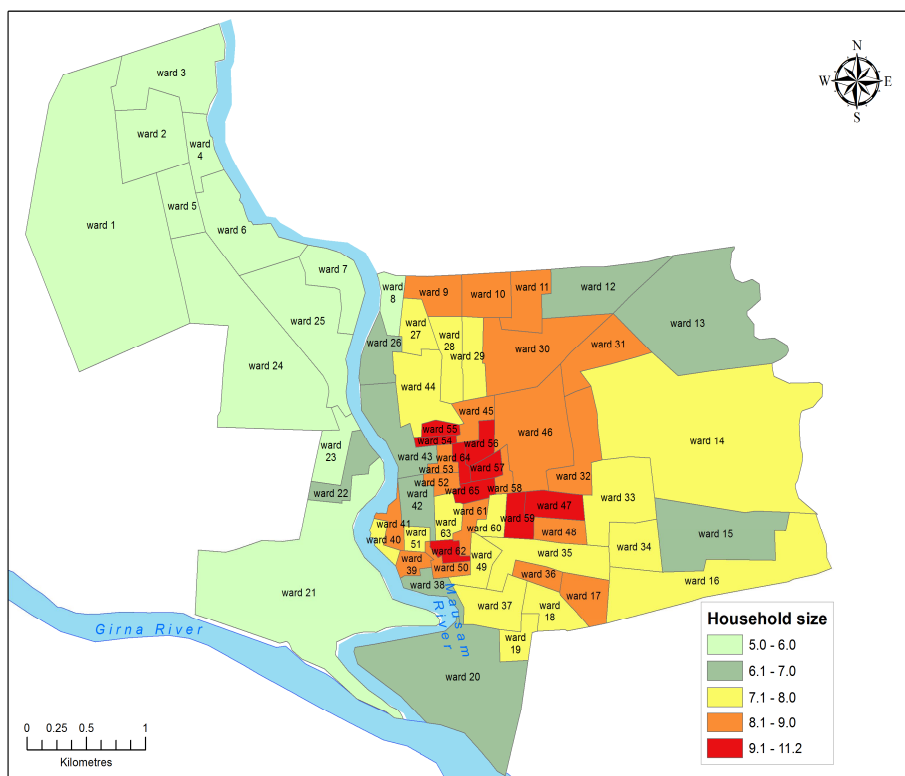 N
W E
S
ward 3
ward 2
ward
4
ward 5
ward 1
ward 6
ward 7
ward
8
ward 9
ward 10
ward 11
ward 12
ward 13
ward 25
ward
27
ward 26
ward
28
ward 29
ward 30
ward 31
ward 24
ward 44
ward 45
ward 55
ward 54
ward 56
ward 46
ward 14
ward
23
ward 43
ward 64
ward 53
ward 57
ward 52
ward 58
ward 32
ward 22
ward
42
ward 65
ward 33
ward 41
ward 40
ward 61
ward
63
ward 60
ward
59
ward 47
ward 48
ward
51
ward 15
ward 34
ward 62
ward 35
ward
39
ward 50
ward
49
ward 36
ward 16
ward 38
ward 17
ward 21
ward 37
ward
18
ward
19
ward 20
Mausam
River
Girna River
Household size
5.0 - 6.0
6.1 - 7.0
7.1 - 8.0
8.1 - 9.0
9.1 - 11.2
0 0.25 0.5 1
Kilometres